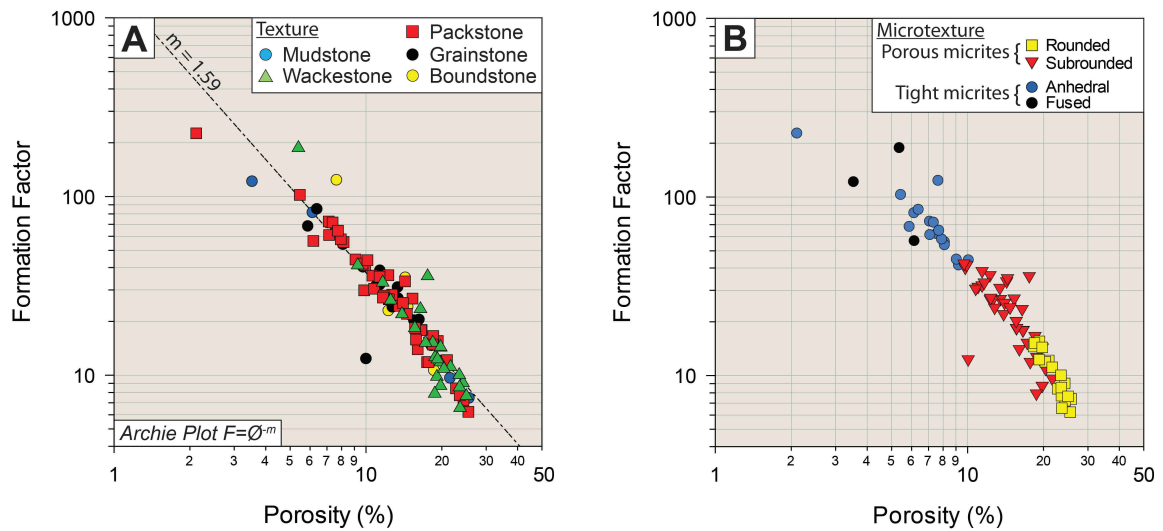 A
Texture
Mudstone
Wackestone
Packstone
Grainstone
Boundstone
m = 1.59
1000
100
10
Formation Factor
Archie Plot F=Ø-m
1 2 3 4 5 6 7 8 9 10 20 30 50
Porosity (%)
B
Microtexture
Porous micrites { Rounded
Subrounded
Tight micrites { Anhedral
Fused
1000
100
10
Formation Factor
1 2 3 4 5 6 7 8 9 10 20 30 50
Porosity (%)